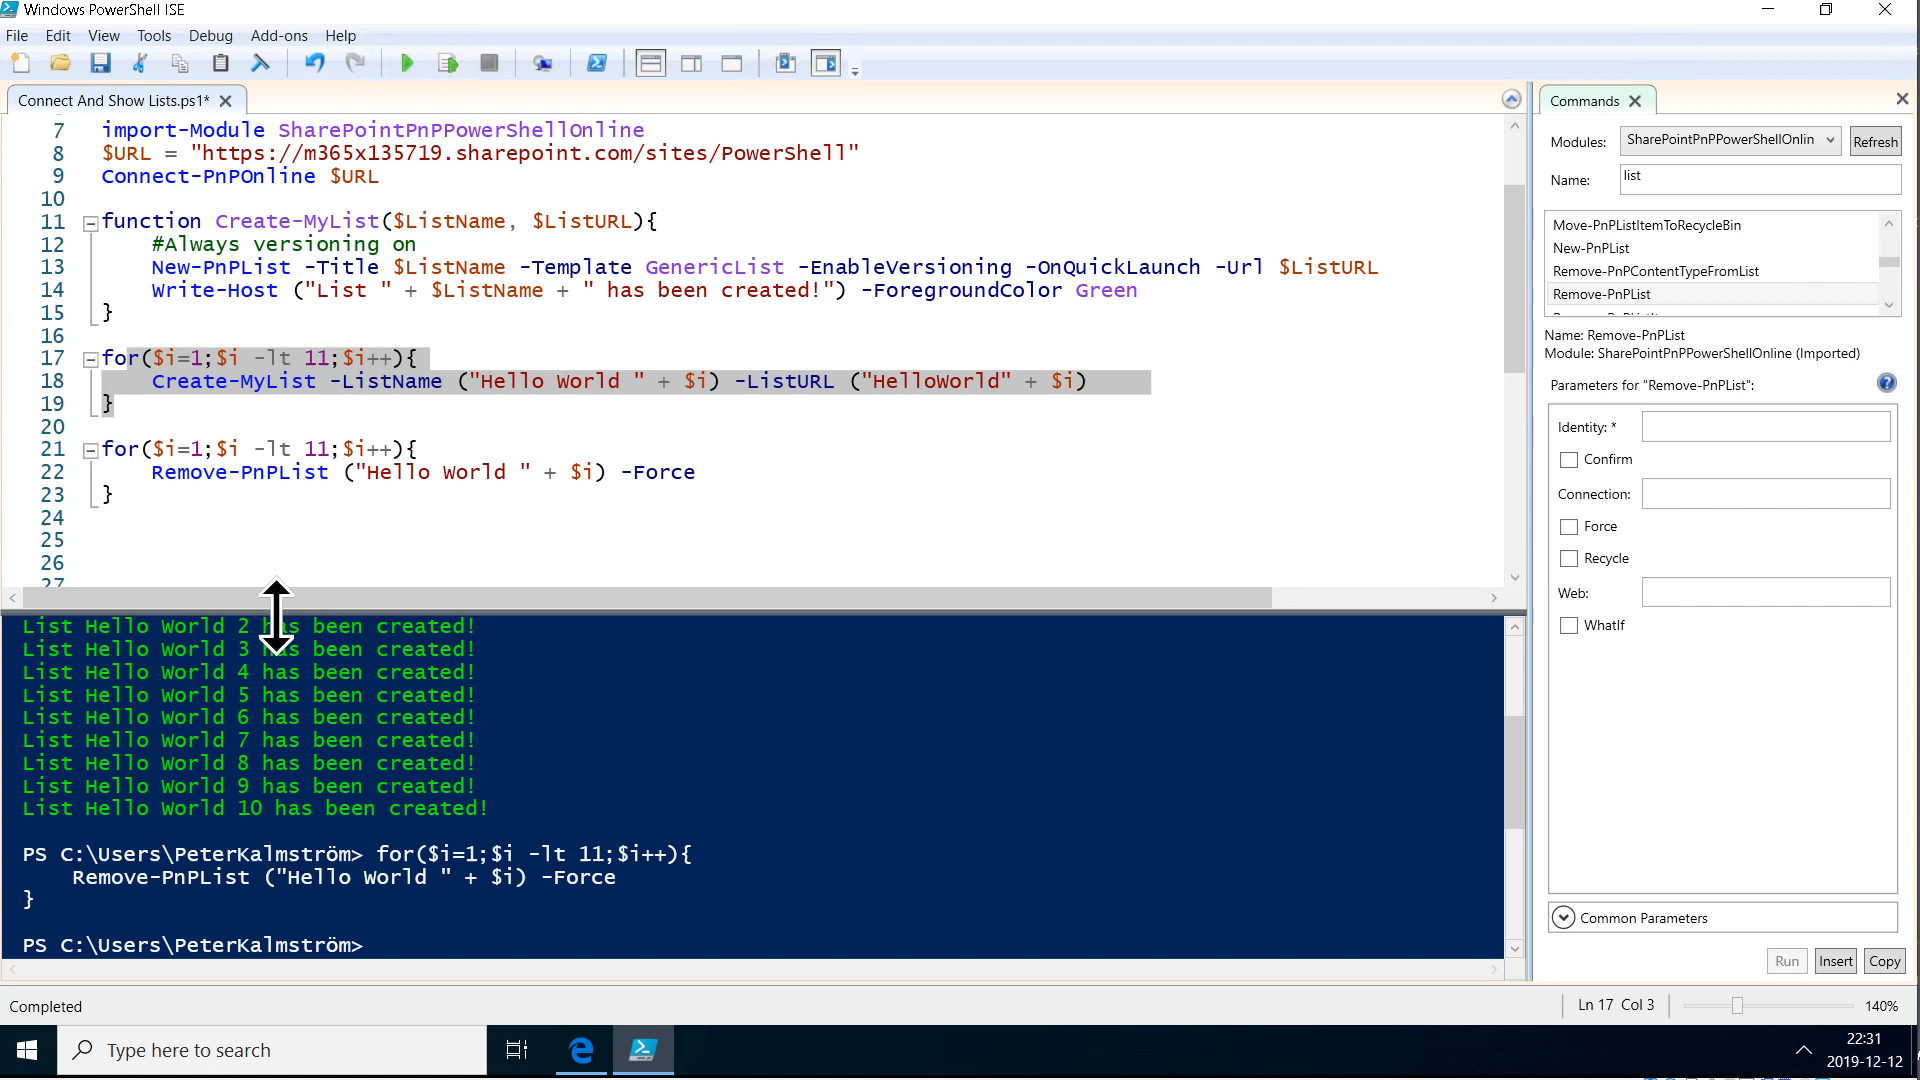 Windows PowerShell ISE
File Edit View Tools Debug Add-ons Help
Connect And Show Lists.ps1*
7 import-Module SharePointPnPPowerShellOnline
8 $URL = "https://m365x135719.sharepoint.com/sites/PowerShell"
9 Connect-PnPOnline $URL
10
11 function Create-MyList($ListName, $ListURL){
12 #Always versioning on
13 New-PnPList -Title $ListName -Template GenericList -EnableVersioning -OnQuickLaunch -Url $ListURL
14 Write-Host ("List " + $ListName + " has been created!") -ForegroundColor Green
15 }
16
17 for($i=1;$i -lt 11;$i++){
18 Create-MyList -ListName ("Hello World " + $i) -ListURL ("HelloWorld" + $i)
19 }
20
21 for($i=1;$i -lt 11;$i++){
22 Remove-PnPList ("Hello World " + $i) -Force
23 }
24
25
26
27
List Hello World 2 has been created!
List Hello World 3 has been created!
List Hello World 4 has been created!
List Hello World 5 has been created!
List Hello World 6 has been created!
List Hello World 7 has been created!
List Hello World 8 has been created!
List Hello World 9 has been created!
List Hello World 10 has been created!
PS C:\Users\PeterKalmström> for($i=1;$i -lt 11;$i++){
Remove-PnPList ("Hello World " + $i) -Force
}
PS C:\Users\PeterKalmström>
Commands
Modules: SharePointPnPPowerShellOnlin Refresh
Name: list
Move-PnPListItemToRecycleBin
New-PnPList
Remove-PnPContentTypeFromList
Remove-PnPList
Name: Remove-PnPList
Module: SharePointPnPPowerShellOnline (Imported)
Parameters for "Remove-PnPList":
Identity: *
Confirm
Connection:
Force
Recycle
Web:
WhatIf
Common Parameters
Run Insert Copy
Completed
Ln 17 Col 3
140%
Type here to search
22:31
2019-12-12